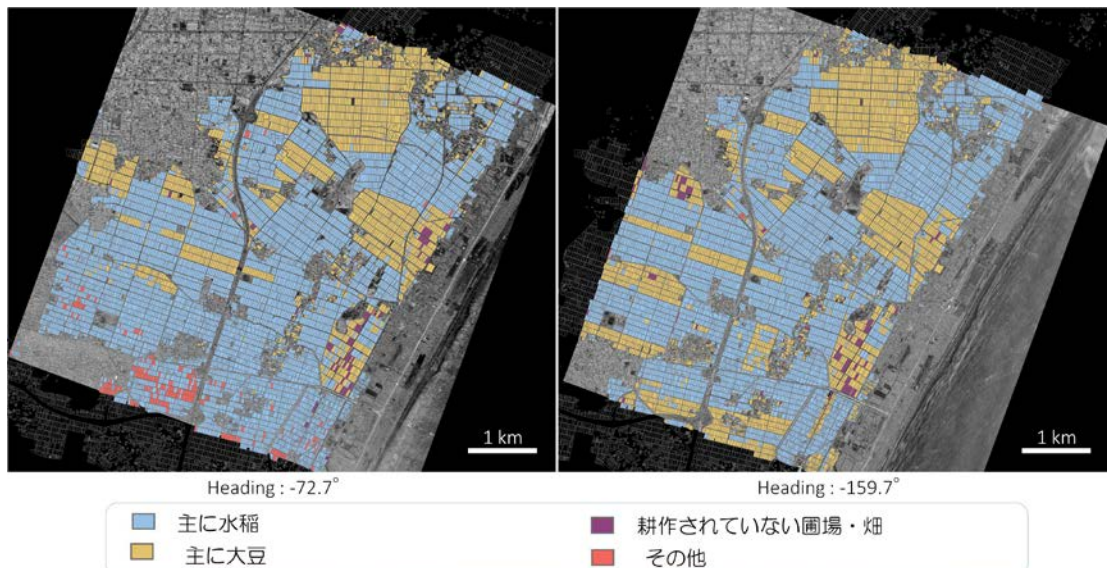 1 km
1 km
Heading : -72.7°
Heading : -159.7°
主に水稲
耕作されていない圃場・畑
主に大豆
その他